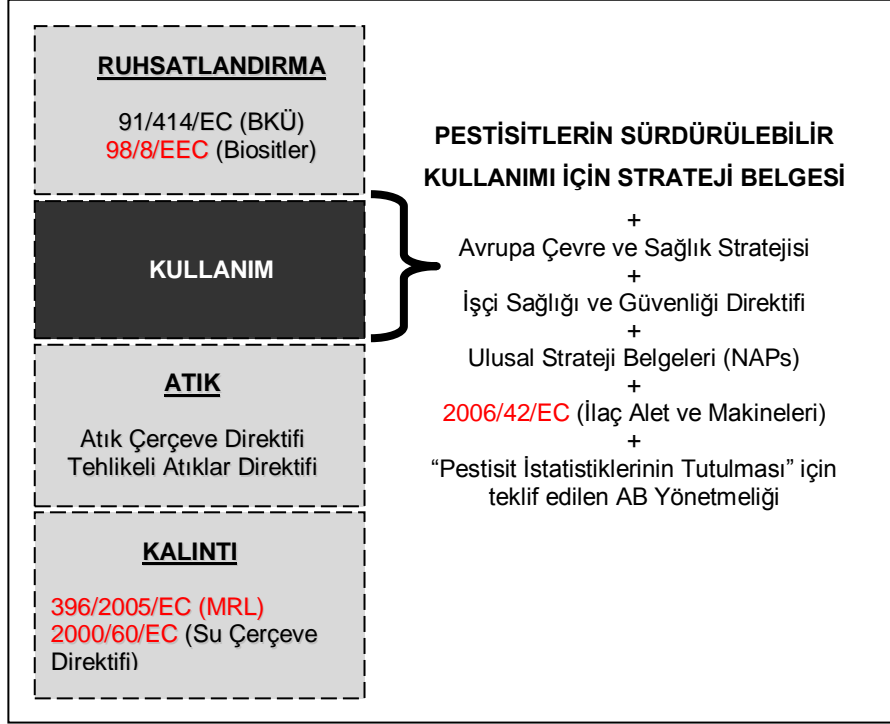 RUHSATLANDIRMA
91/414/EC (BKÜ)
98/8/EEC (Biositler)
KULLANIM
ATIK
Atık Çerçeve Direktifi
Tehlikeli Atıklar Direktifi
KALINTI
396/2005/EC (MRL)
2000/60/EC (Su Çerçeve
Direktifi)
PESTİSİTLERİN SÜRDÜRÜLEBİLİR
KULLANIMI İÇİN STRATEJİ BELGESİ
+
Avrupa Çevre ve Sağlık Stratejisi
+
İşçi Sağlığı ve Güvenliği Direktifi
+
Ulusal Strateji Belgeleri (NAPs)
+
2006/42/EC (İlaç Alet ve Makineleri)
+
“Pestisit İstatistiklerinin Tutulması” için
teklif edilen AB Yönetmeliği